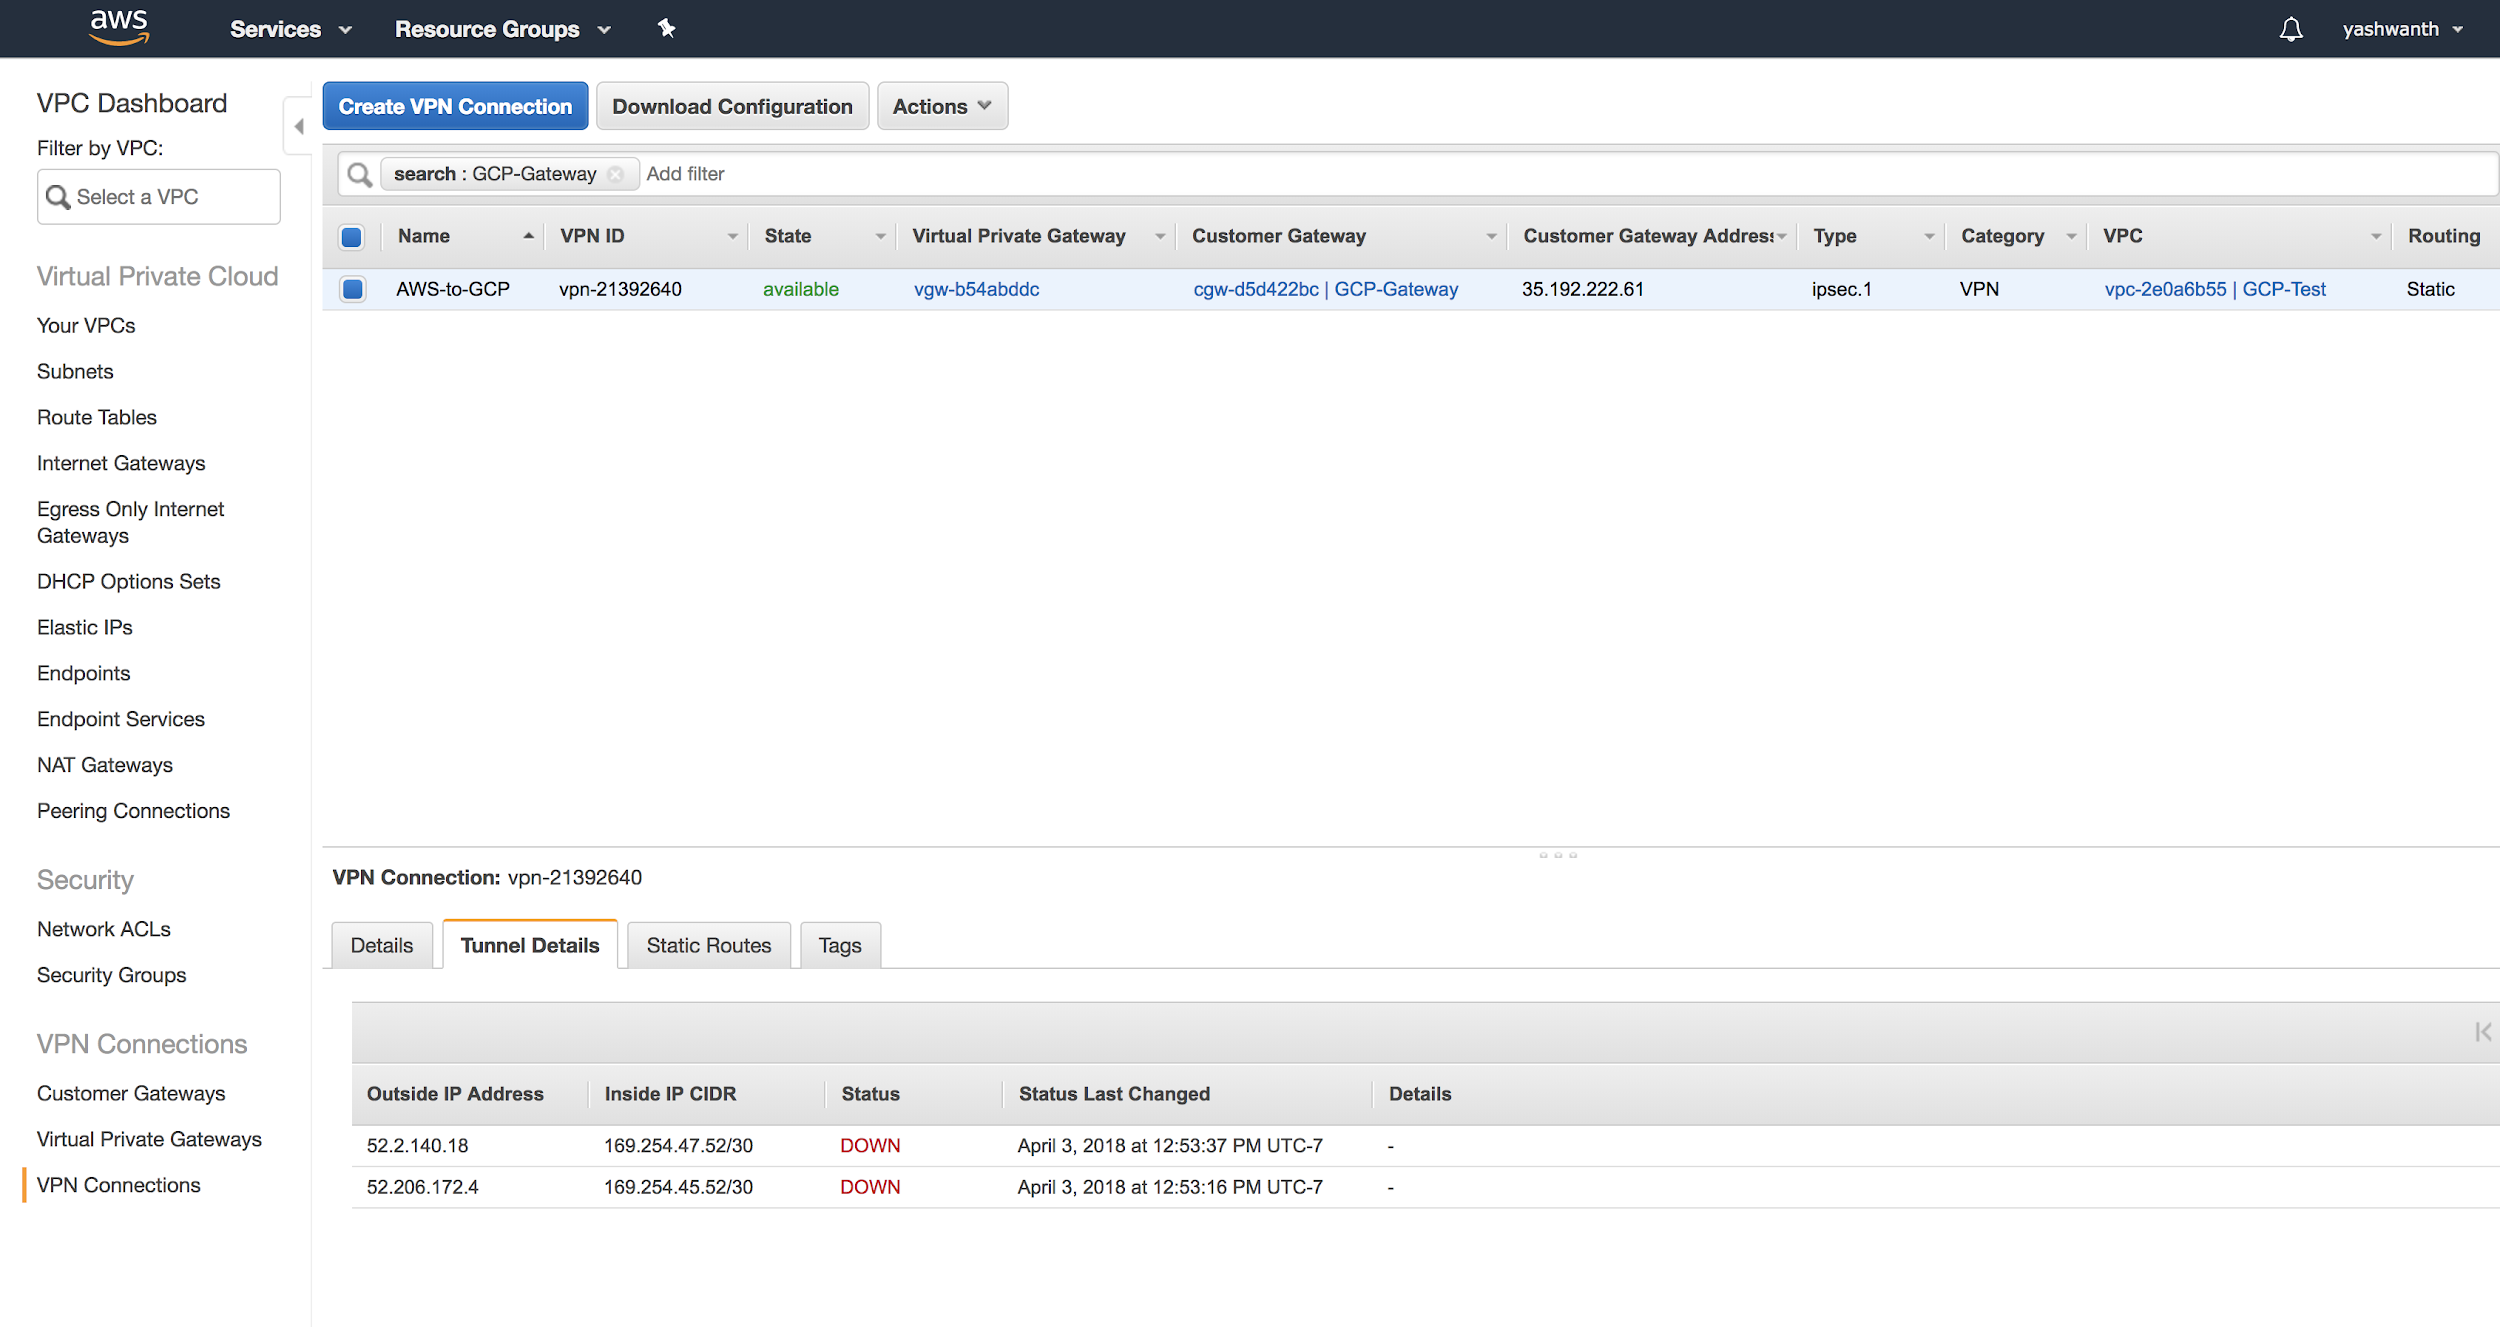 aws Services Resource Groups yashwanth
VPC Dashboard
Filter by VPC:
Select a VPC
Virtual Private Cloud
Your VPCs
Subnets
Route Tables
Internet Gateways
Egress Only Internet
Gateways
DHCP Options Sets
Elastic IPs
Endpoints
Endpoint Services
NAT Gateways
Peering Connections
Security
Network ACLs
Security Groups
VPN Connections
Customer Gateways
Virtual Private Gateways
VPN Connections
Create VPN Connection Download Configuration Actions
search : GCP-Gateway Add filter
Name VPN ID State Virtual Private Gateway Customer Gateway Customer Gateway Address Type Category VPC Routing
AWS-to-GCP vpn-21392640 available vgw-b54abddc cgw-d5d422bc | GCP-Gateway 35.192.222.61 ipsec.1 VPN vpc-2e0a6b55 | GCP-Test Static
VPN Connection: vpn-21392640
Details Tunnel Details Static Routes Tags
Outside IP Address Inside IP CIDR Status Status Last Changed Details
52.2.140.18 169.254.47.52/30 DOWN April 3, 2018 at 12:53:37 PM UTC-7 -
52.206.172.4 169.254.45.52/30 DOWN April 3, 2018 at 12:53:16 PM UTC-7 -